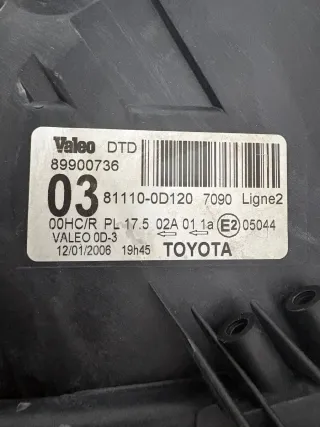 Valeo DTD
89900736
03 81110-0D120 7090 Ligne2
00HC/R PL 17.5 02A 01 1a E2 05044
VALEO 0D-3
12/01/2006 19h45 TOYOTA